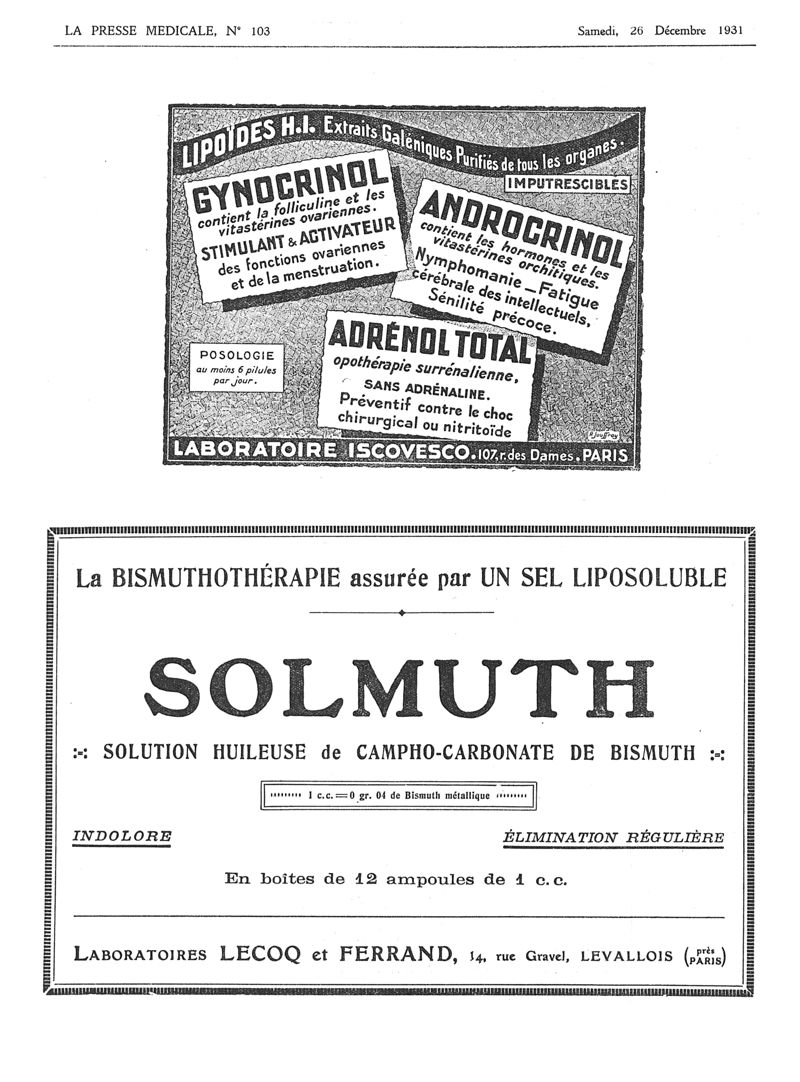 LA PRESSE MEDICALE, N° 103
Samedi, 26 Décembre 1931
LIPOÏDES H.I. Extraits Galéniques Purifiés de tous les organes.
IMPUTRESCIBLES
GYNOCRINOL
contient la folliculine et les
vitastérines ovariennes.
STIMULANT & ACTIVATEUR
des fonctions ovariennes
et de la menstruation.
ANDROCRINOL
contient les hormones et les
vitastérines orchitiques.
Nymphomanie _ Fatigue
cérébrale des intellectuels,
Sénilité précoce.
ADRÉNOL TOTAL
opothérapie surrénalienne,
SANS ADRÉNALINE.
Préventif contre le choc
chirurgical ou nitritoïde
POSOLOGIE
au moins 6 pilules
par jour.
LABORATOIRE ISCOVESCO. 107, r. des Dames. PARIS
La BISMUTHOTHÉRAPIE assurée par UN SEL LIPOSOLUBLE
SOLMUTH
SOLUTION HUILEUSE de CAMPHO-CARBONATE DE BISMUTH
1 c.c. = 0 gr. 04 de Bismuth métallique
INDOLORE
ÉLIMINATION RÉGULIÈRE
En boîtes de 12 ampoules de 1 c.c.
LABORATOIRES LECOQ et FERRAND, 14, rue Gravel, LEVALLOIS (près PARIS)